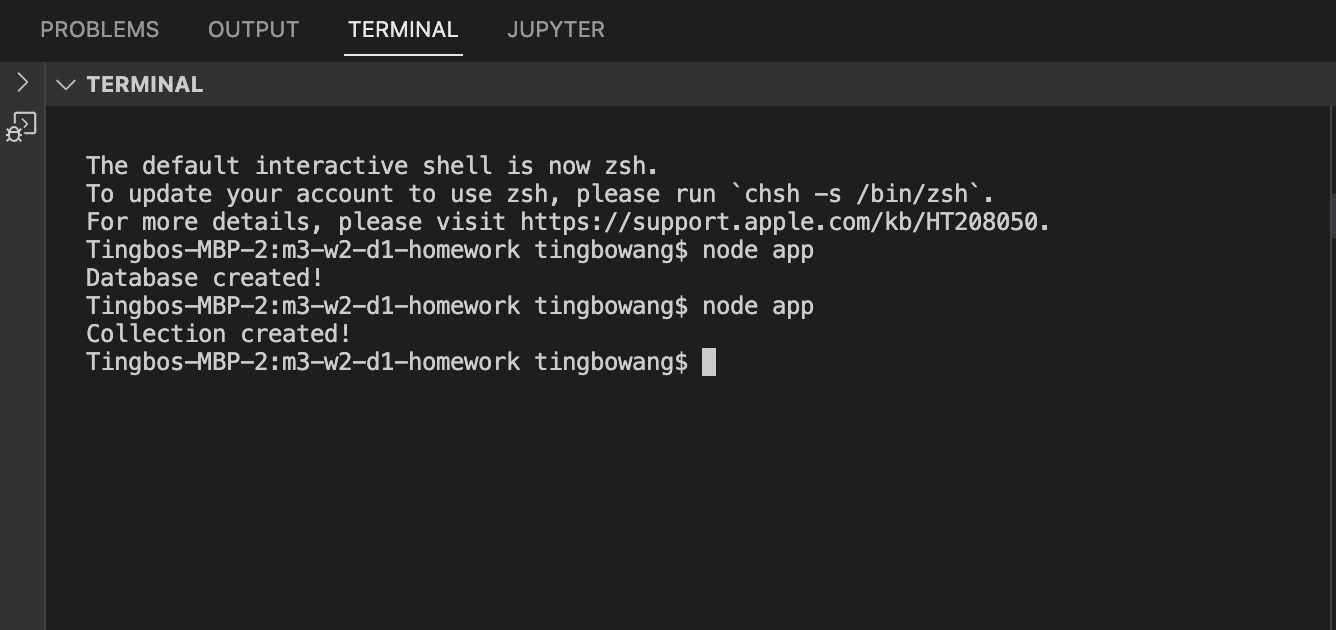 PROBLEMS OUTPUT TERMINAL JUPYTER
TERMINAL
The default interactive shell is now zsh.
To update your account to use zsh, please run `chsh -s /bin/zsh`.
For more details, please visit https://support.apple.com/kb/HT208050.
Tingbos-MBP-2:m3-w2-d1-homework tingbowang$ node app
Database created!
Tingbos-MBP-2:m3-w2-d1-homework tingbowang$ node app
Collection created!
Tingbos-MBP-2:m3-w2-d1-homework tingbowang$